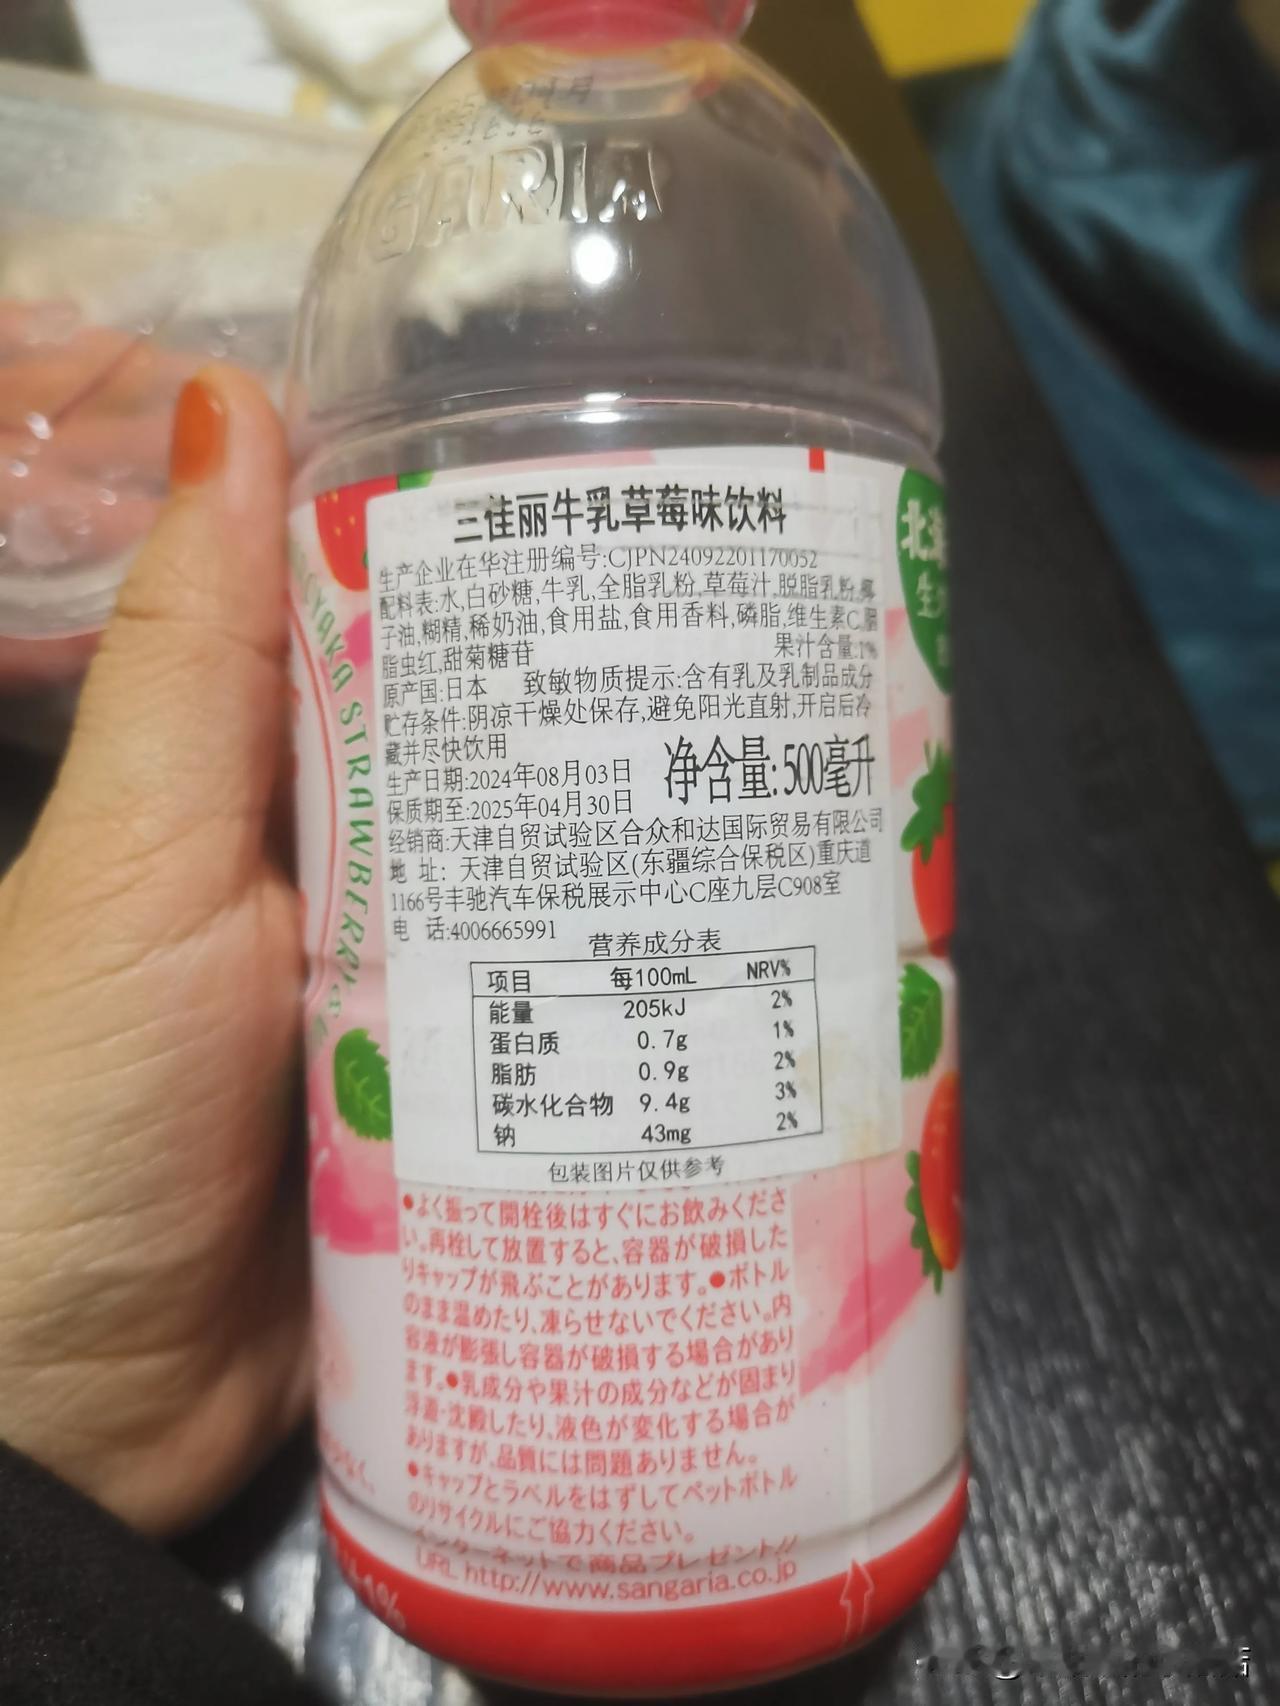 三佳丽牛乳草莓味饮料
生产企业在华注册编号:CJPN24092201170052
配料表:水,白砂糖,牛乳,全脂乳粉,草莓汁,脱脂乳粉,椰
子油,糊精,稀奶油,食用盐,食用香料,磷脂,维生素C,胭
脂虫红,甜菊糖苷
果汁含量:1%
原产国:日本 致敏物质提示:含有乳及乳制品成分
贮存条件:阴凉干燥处保存,避免阳光直射,开启后冷
藏并尽快饮用
生产日期:2024年08月03日
保质期至:2025年04月30日
净含量:500毫升
经销商:天津自贸试验区合众和达国际贸易有限公司
地 址: 天津自贸试验区(东疆综合保税区)重庆道
1166号丰驰汽车保税展示中心C座九层C908室
电 话:4006665991
营养成分表
项目 每100mL NRV%
能量 205kJ 2%
蛋白质 0.7g 1%
脂肪 0.9g 2%
碳水化合物 9.4g 3%
钠 43mg 2%
包装图片仅供参考
●よく振って開栓後はすぐにお飲みくださ
い。再栓して放置すると、容器が破損した
りキャップが飛ぶことがあります。●ボトル
のまま温めたり、凍らせないでください。内
容液が膨張し容器が破損する場合があり
ます。●乳成分や果汁の成分などが固まり
浮遊・沈殿したり、液色が変化する場合が
ありますが、品質には問題ありません。
●キャップとラベルをはずしてペットボトル
のリサイクルにご協力ください。
インターネットで商品プレゼント//
URL http://www.sangaria.co.jp
STRAWBERRY
北海